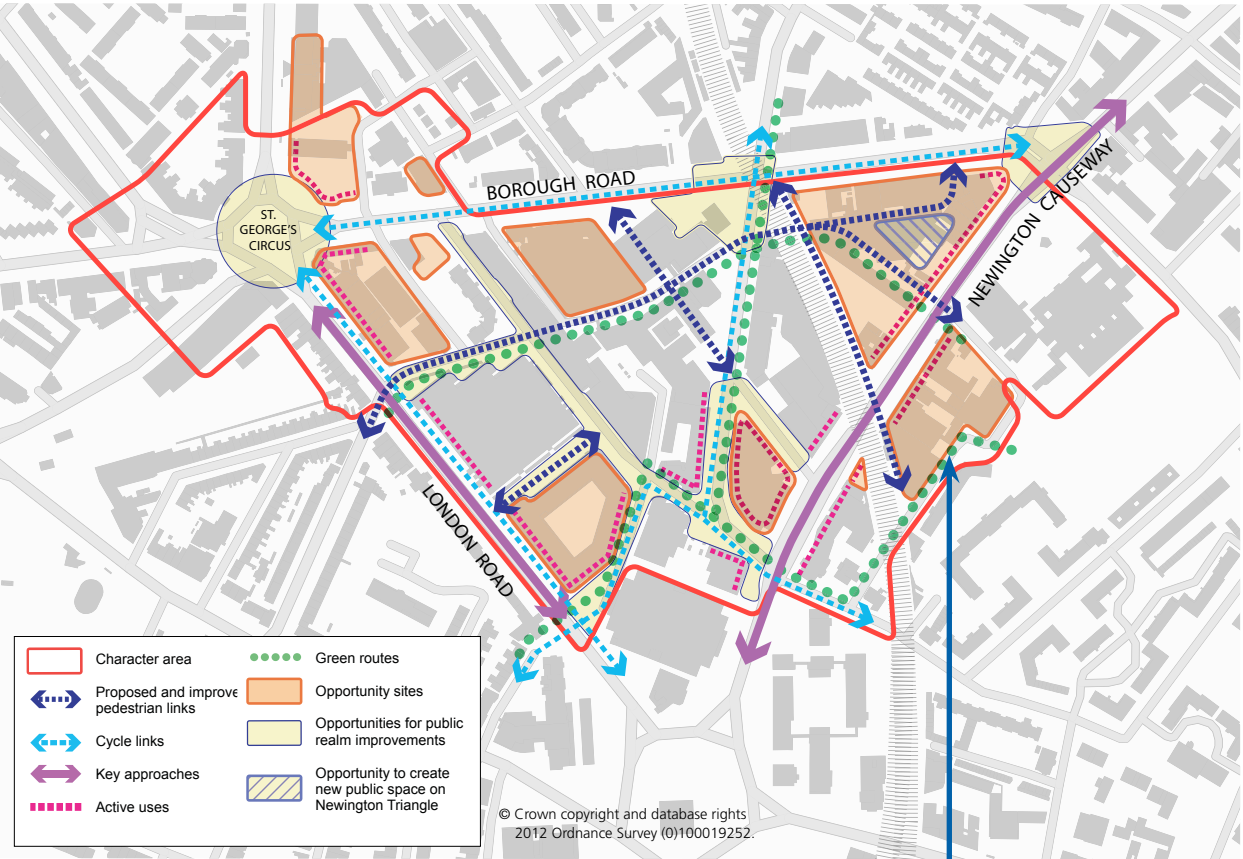 ST.
GEORGE'S
CIRCUS
BOROUGH ROAD
NEWINGTON CAUSEWAY
LONDON ROAD
Character area
Proposed and improve
pedestrian links
Cycle links
Key approaches
Active uses
Green routes
Opportunity sites
Opportunities for public
realm improvements
Opportunity to create
new public space on
Newington Triangle
© Crown copyright and database rights
2012 Ordnance Survey (0)100019252.